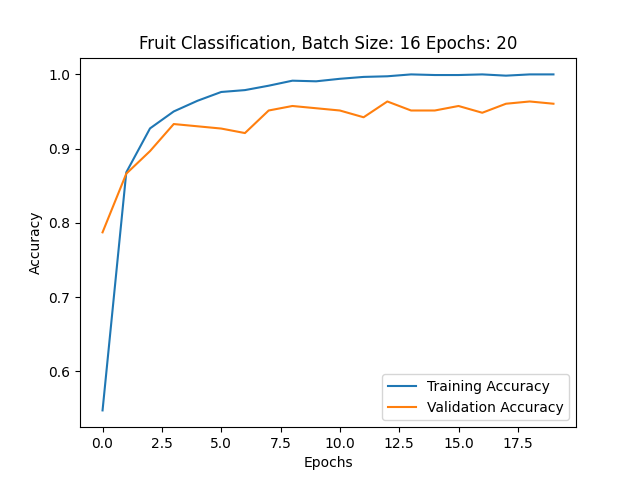 Fruit Classification, Batch Size: 16 Epochs: 20
1.0
0.9
0.8
0.7
0.6
Accuracy
Training Accuracy
Validation Accuracy
0.0 2.5 5.0 7.5 10.0 12.5 15.0 17.5
Epochs